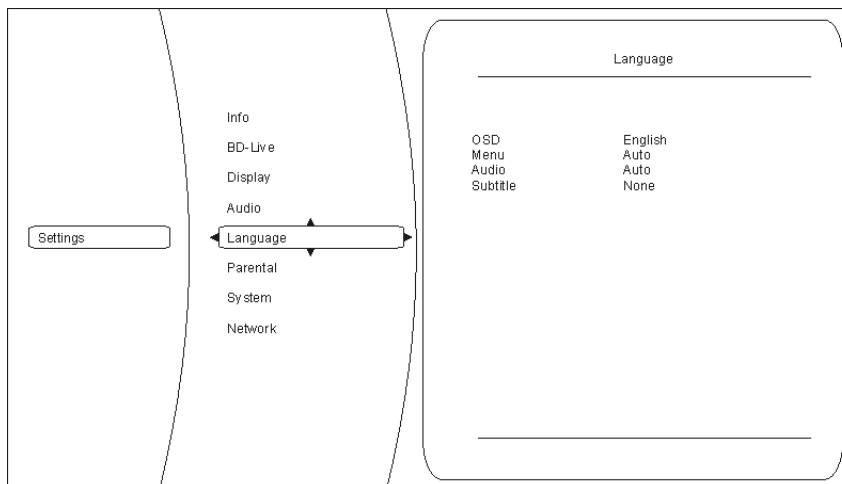 Settings
Info
BD-Live
Display
Audio
Language
Parental
System
Network
Language
OSD English
Menu Auto
Audio Auto
Subtitle None